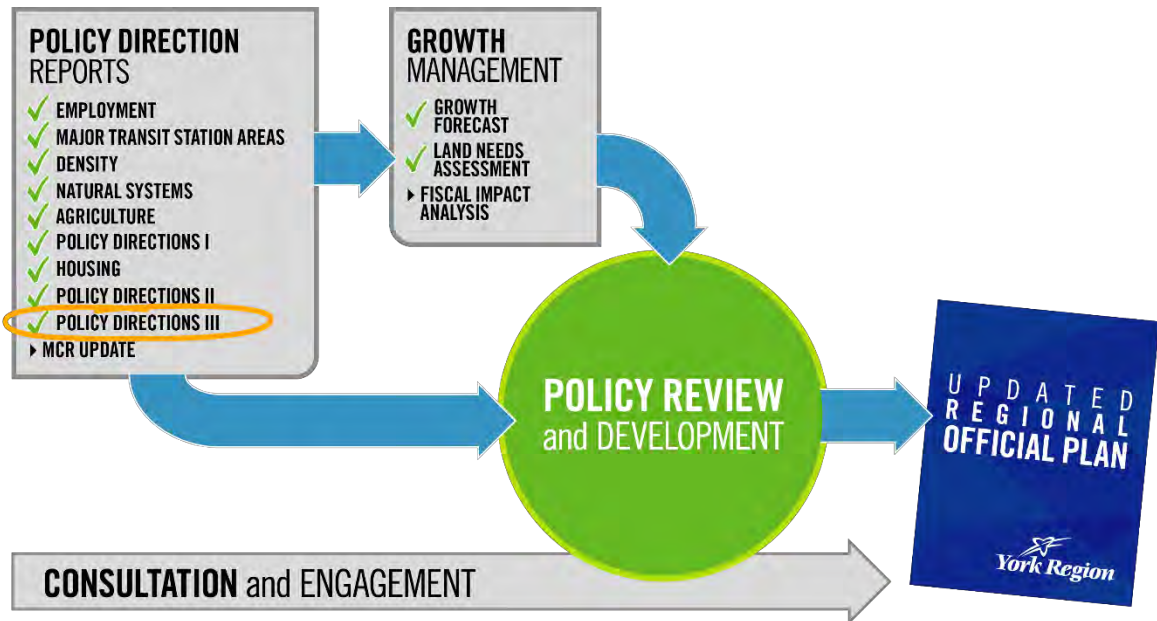 POLICY DIRECTION
REPORTS
EMPLOYMENT
MAJOR TRANSIT STATION AREAS
DENSITY
NATURAL SYSTEMS
AGRICULTURE
POLICY DIRECTIONS I
HOUSING
POLICY DIRECTIONS II
POLICY DIRECTIONS III
MCR UPDATE
GROWTH
MANAGEMENT
GROWTH
FORECAST
LAND NEEDS
ASSESSMENT
FISCAL IMPACT
ANALYSIS
POLICY REVIEW
and DEVELOPMENT
UPDATED
REGIONAL
OFFICIAL PLAN
York Region
CONSULTATION and ENGAGEMENT